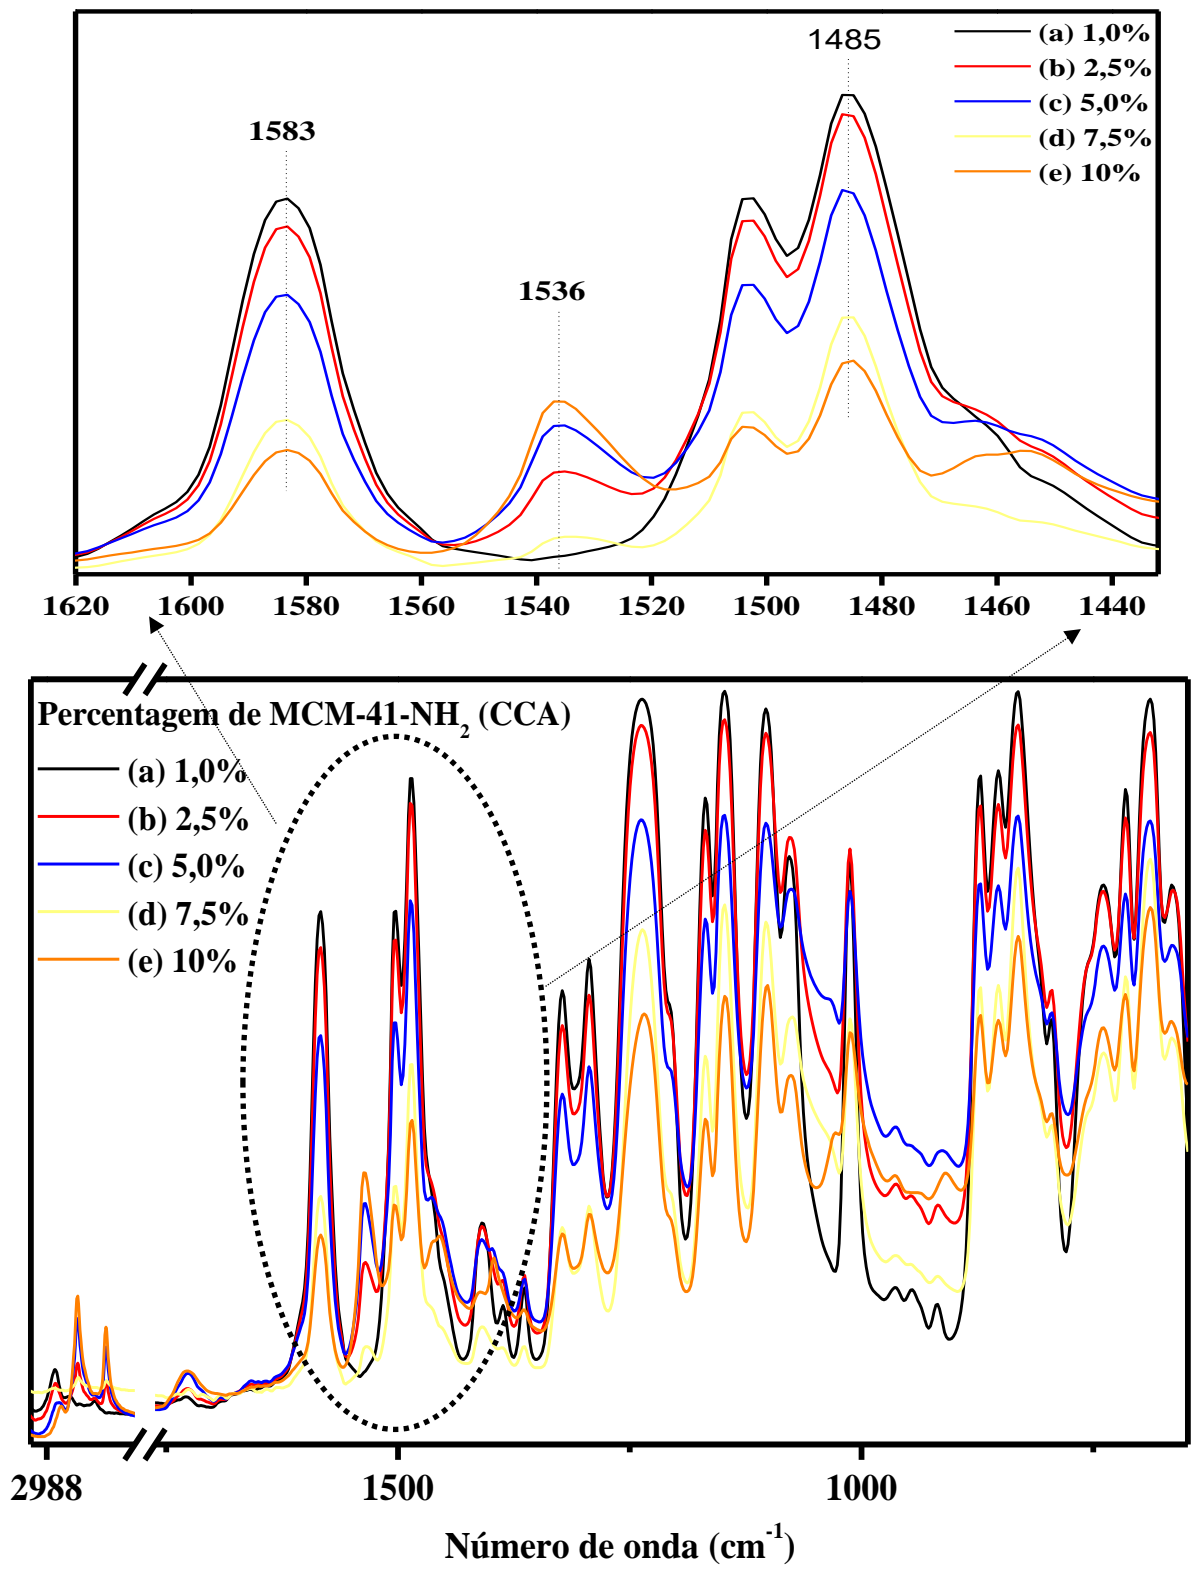 1485
(a) 1,0%
(b) 2,5%
(c) 5,0%
(d) 7,5%
(e) 10%
1583
1536
1620 1600 1580 1560 1540 1520 1500 1480 1460 1440
Percentagem de MCM-41-NH2 (CCA)
(a) 1,0%
(b) 2,5%
(c) 5,0%
(d) 7,5%
(e) 10%
2988 1500 1000
Número de onda (cm-1)